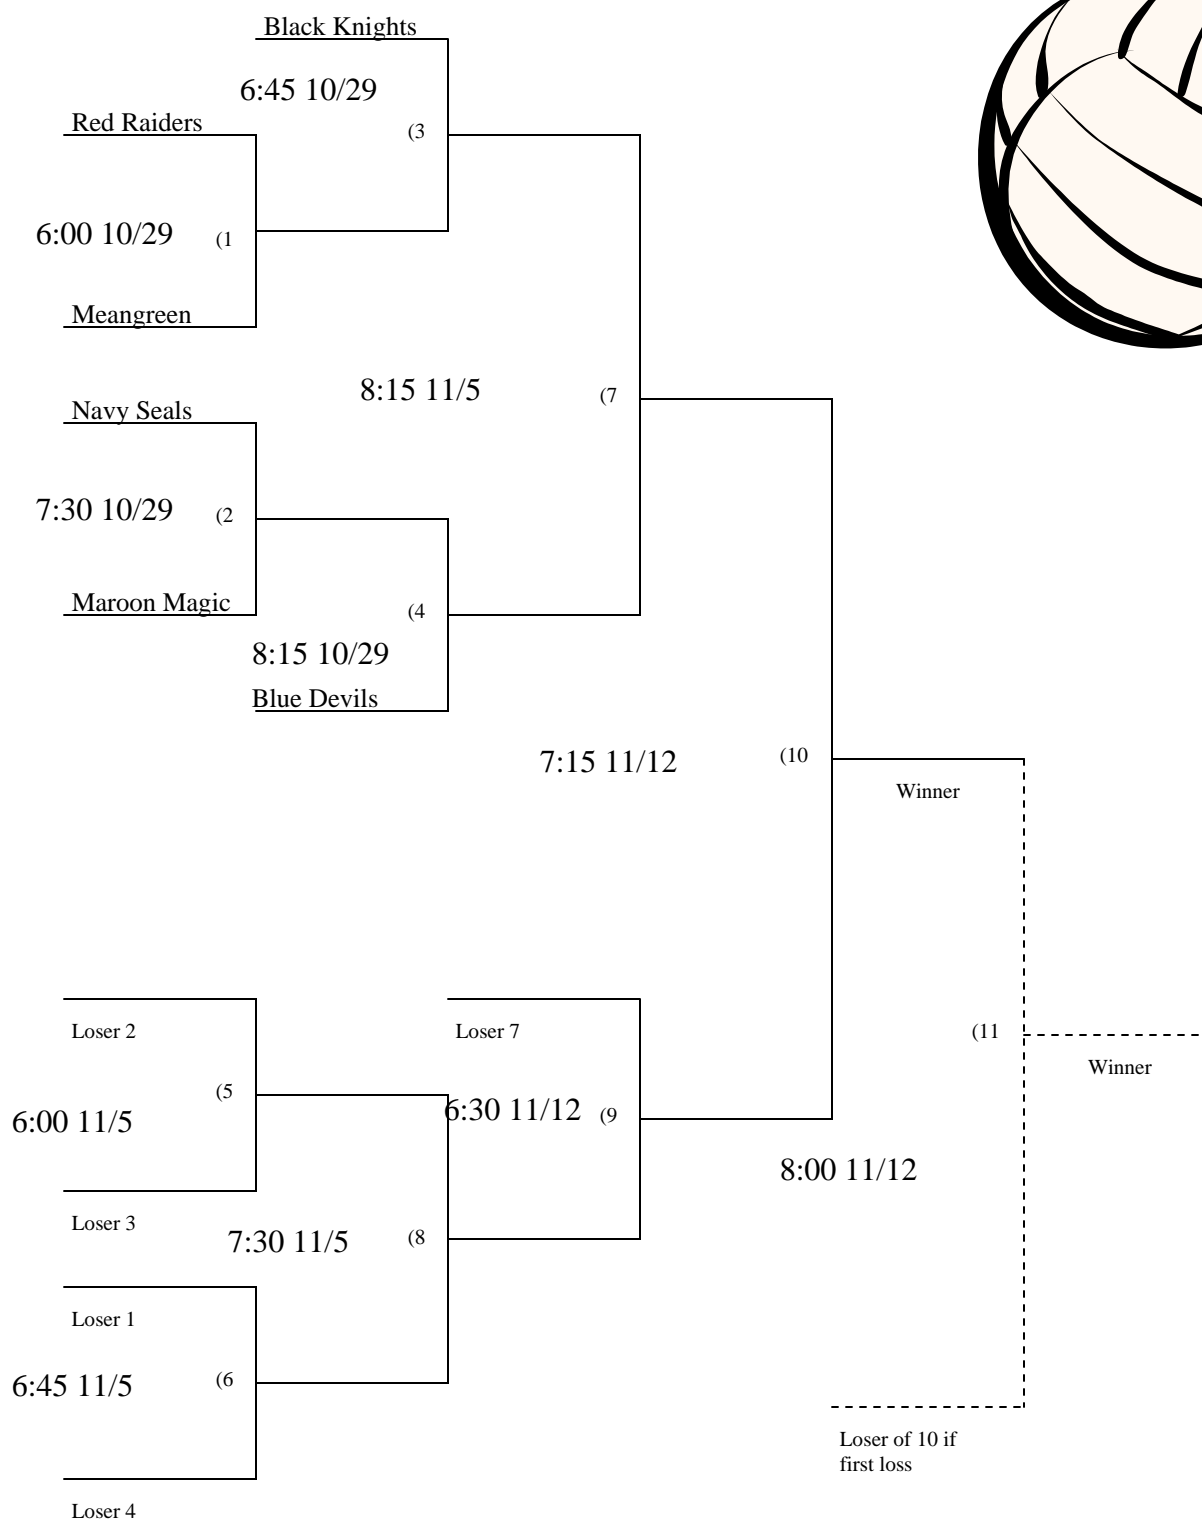 Black Knights
6:45 10/29
Red Raiders
(3
6:00 10/29
(1
Meangreen
8:15 11/5
(7
Navy Seals
7:30 10/29
(2
Maroon Magic
(4
8:15 10/29
Blue Devils
7:15 11/12
(10
Winner
Loser 2
Loser 7
(11
Winner
(5
6:00 11/5
6:30 11/12
(9
8:00 11/12
Loser 3
7:30 11/5
(8
Loser 1
6:45 11/5
(6
Loser of 10 if
first loss
Loser 4